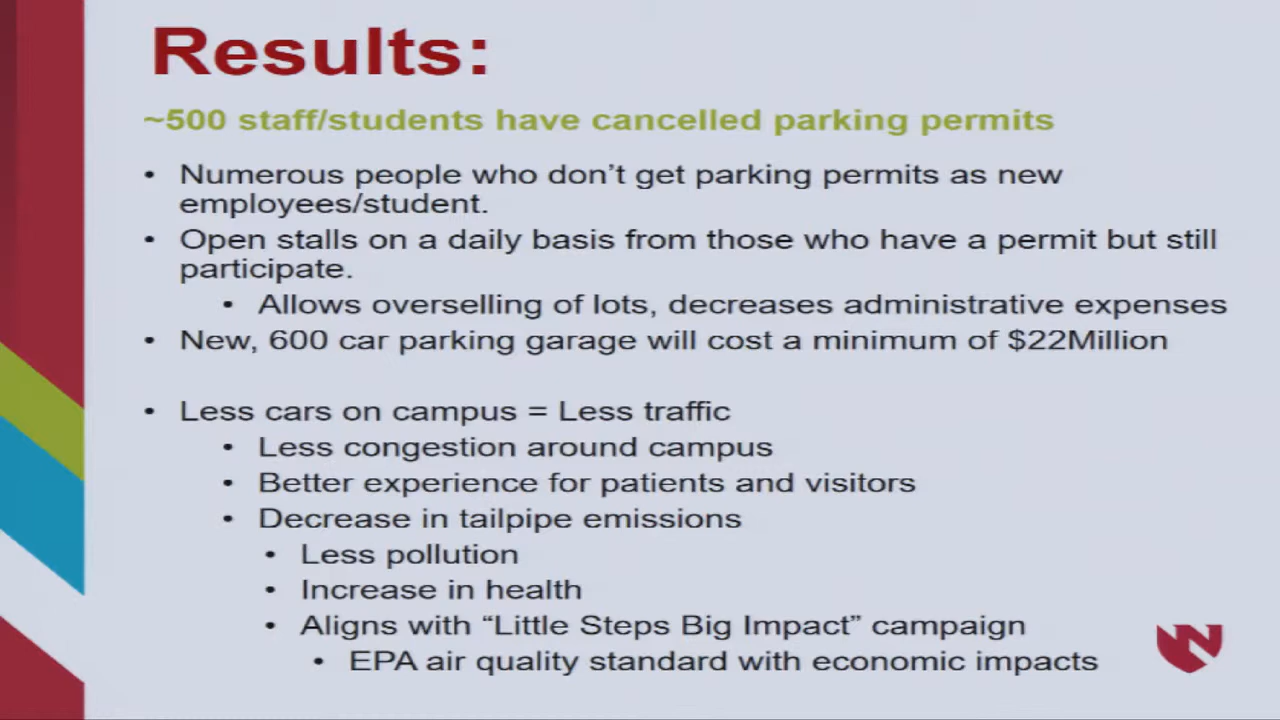 Results:
~500 staff/students have cancelled parking permits
• Numerous people who don’t get parking permits as new
employees/student.
• Open stalls on a daily basis from those who have a permit but still
participate.
• Allows overselling of lots, decreases administrative expenses
• New, 600 car parking garage will cost a minimum of $22Million
• Less cars on campus = Less traffic
• Less congestion around campus
• Better experience for patients and visitors
• Decrease in tailpipe emissions
• Less pollution
• Increase in health
• Aligns with “Little Steps Big Impact” campaign
• EPA air quality standard with economic impacts